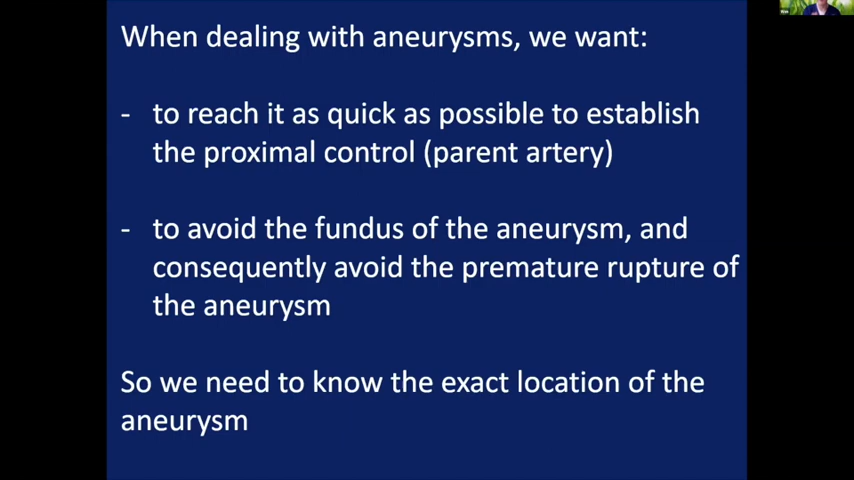 When dealing with aneurysms, we want:
- to reach it as quick as possible to establish
the proximal control (parent artery)
- to avoid the fundus of the aneurysm, and
consequently avoid the premature rupture of
the aneurysm
So we need to know the exact location of the
aneurysm